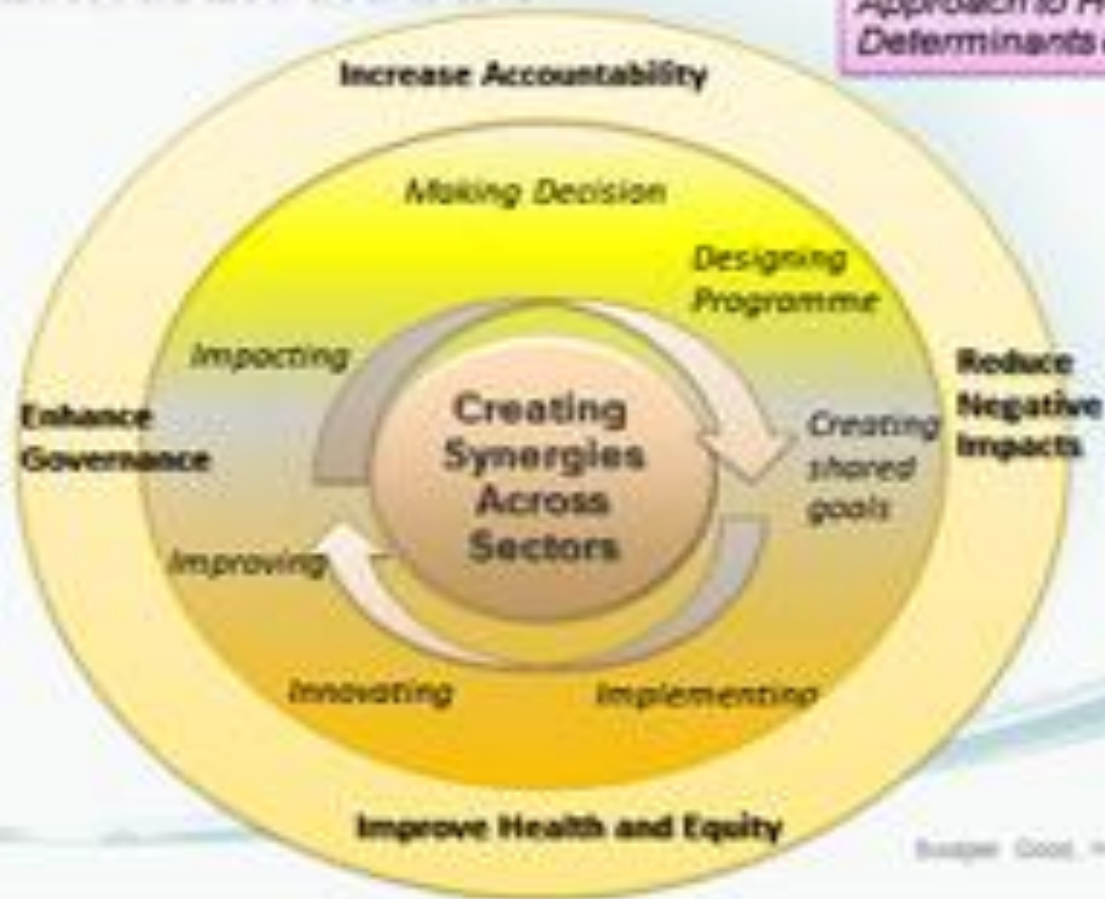 Approach to
Determinants
Increase Accountability
Making Decision
Designing
Programme
Impacting
Reduce
Negative
Impacts
Enhance
Governance
Creating
Synergies
Across
Sectors
Creating
shared
goals
Improving
Innovating
Implementing
Improve Health and Equity
Good,